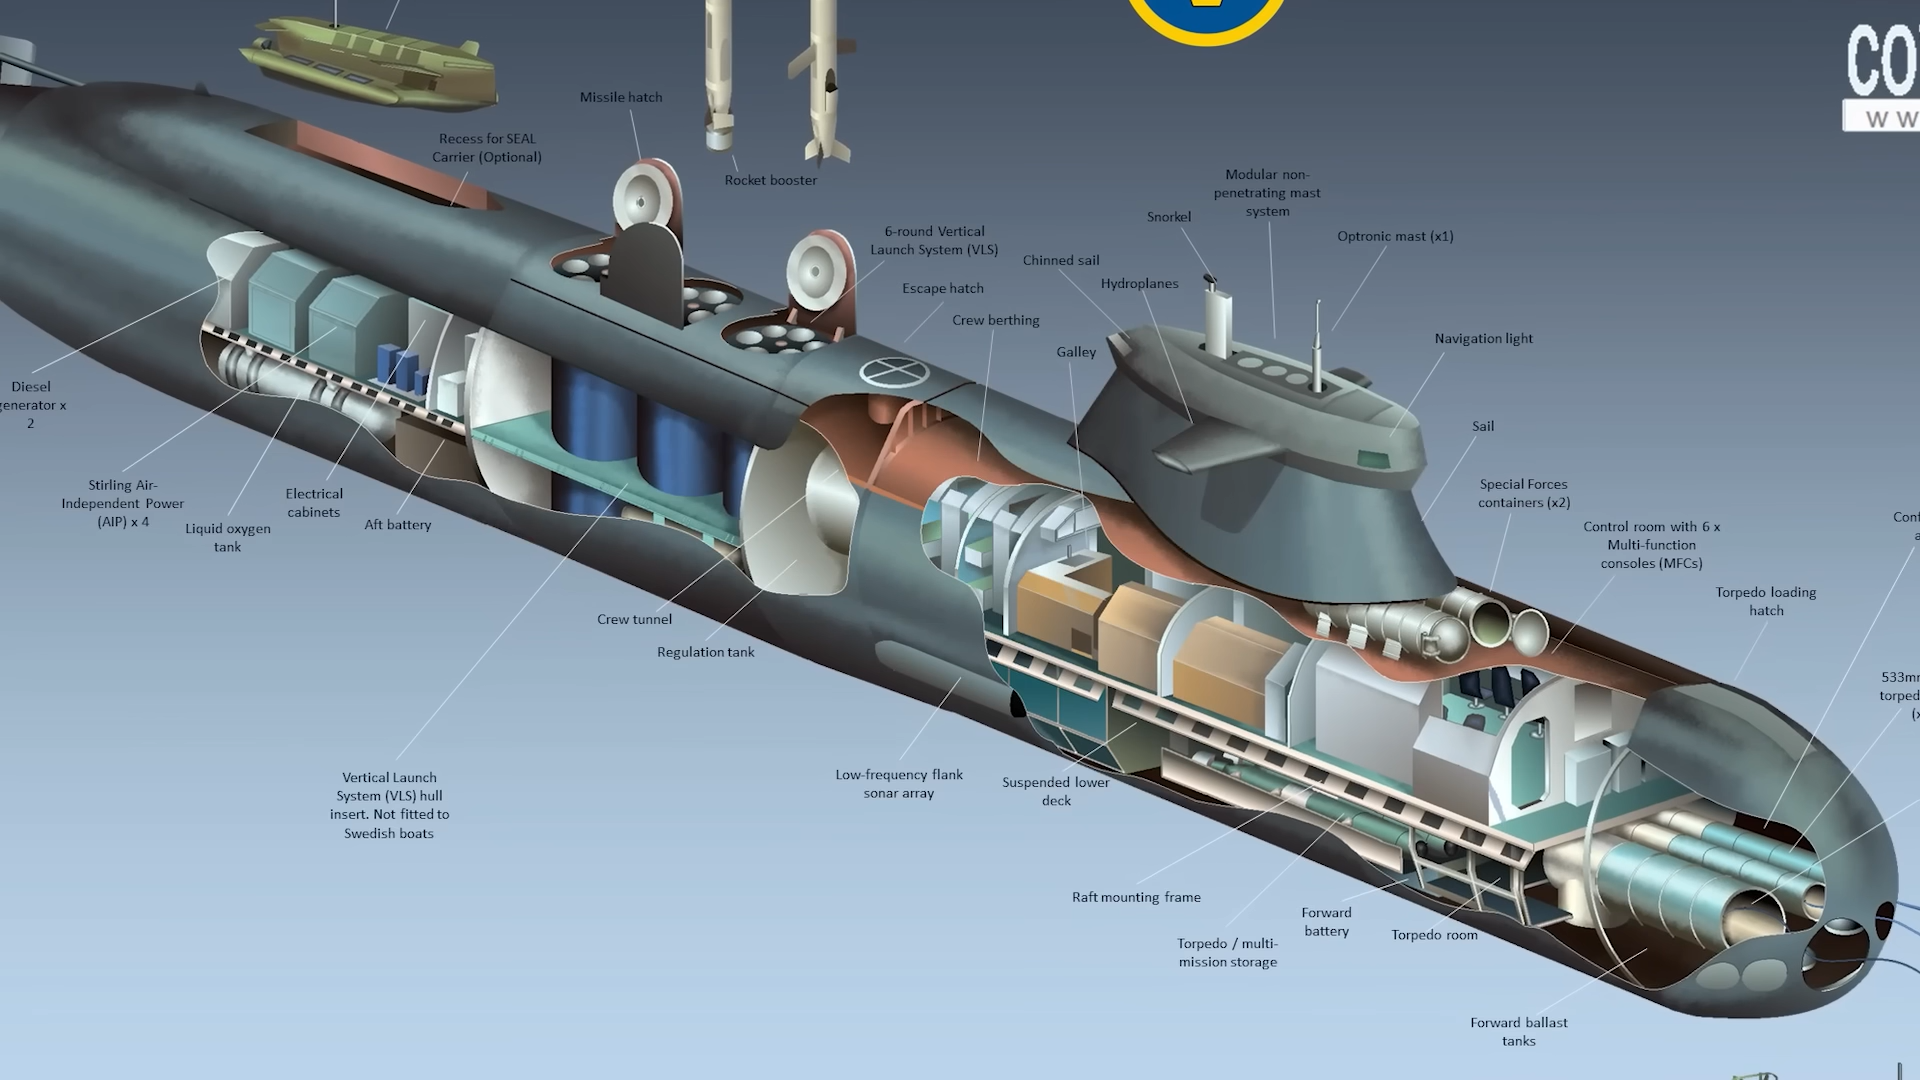 CO
W W
Missile hatch
Recess for SEAL
Carrier (Optional)
Rocket booster
Modular non-
penetrating mast
system
Snorkel
Optronic mast (x1)
6-round Vertical
Launch System (VLS)
Chinned sail
Hydroplanes
Escape hatch
Crew berthing
Galley
Navigation light
Diesel
generator x
2
Sail
Stirling Air-
Independent Power
(AIP) x 4
Liquid oxygen
tank
Electrical
cabinets
Aft battery
Special Forces
containers (x2)
Control room with 6 x
Multi-function
consoles (MFCs)
Torpedo loading
hatch
Crew tunnel
Regulation tank
Vertical Launch
System (VLS) hull
insert. Not fitted to
Swedish boats
Low-frequency flank
sonar array
Suspended lower
deck
Raft mounting frame
Torpedo / multi-
mission storage
Forward
battery
Torpedo room
Forward ballast
tanks